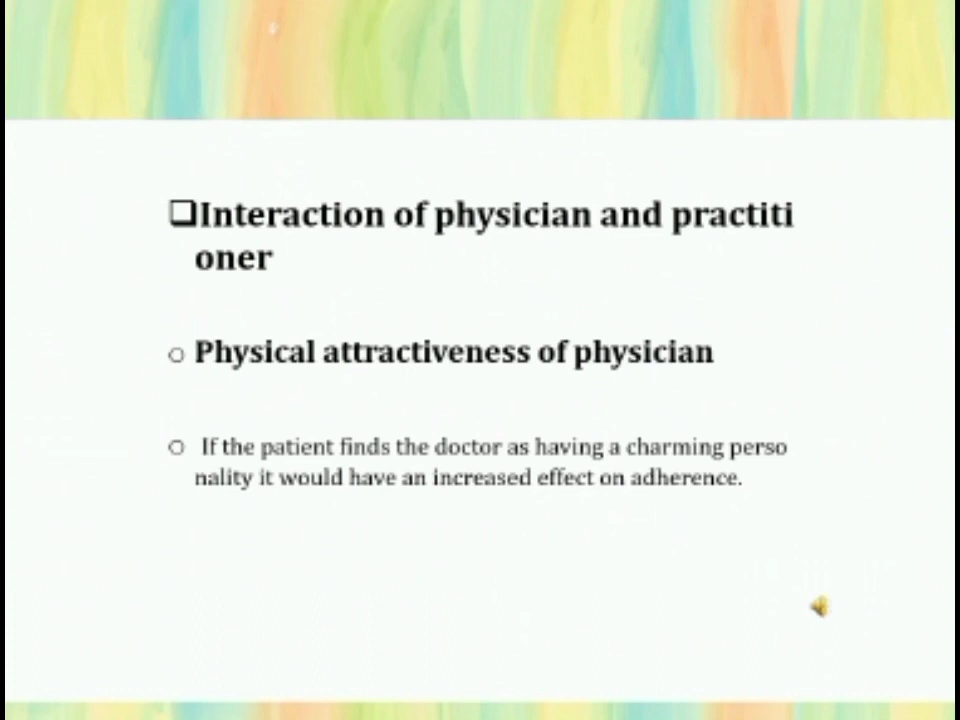 ❑Interaction of physician and practiti
oner
○ Physical attractiveness of physician
○ If the patient finds the doctor as having a charming perso
nality it would have an increased effect on adherence.